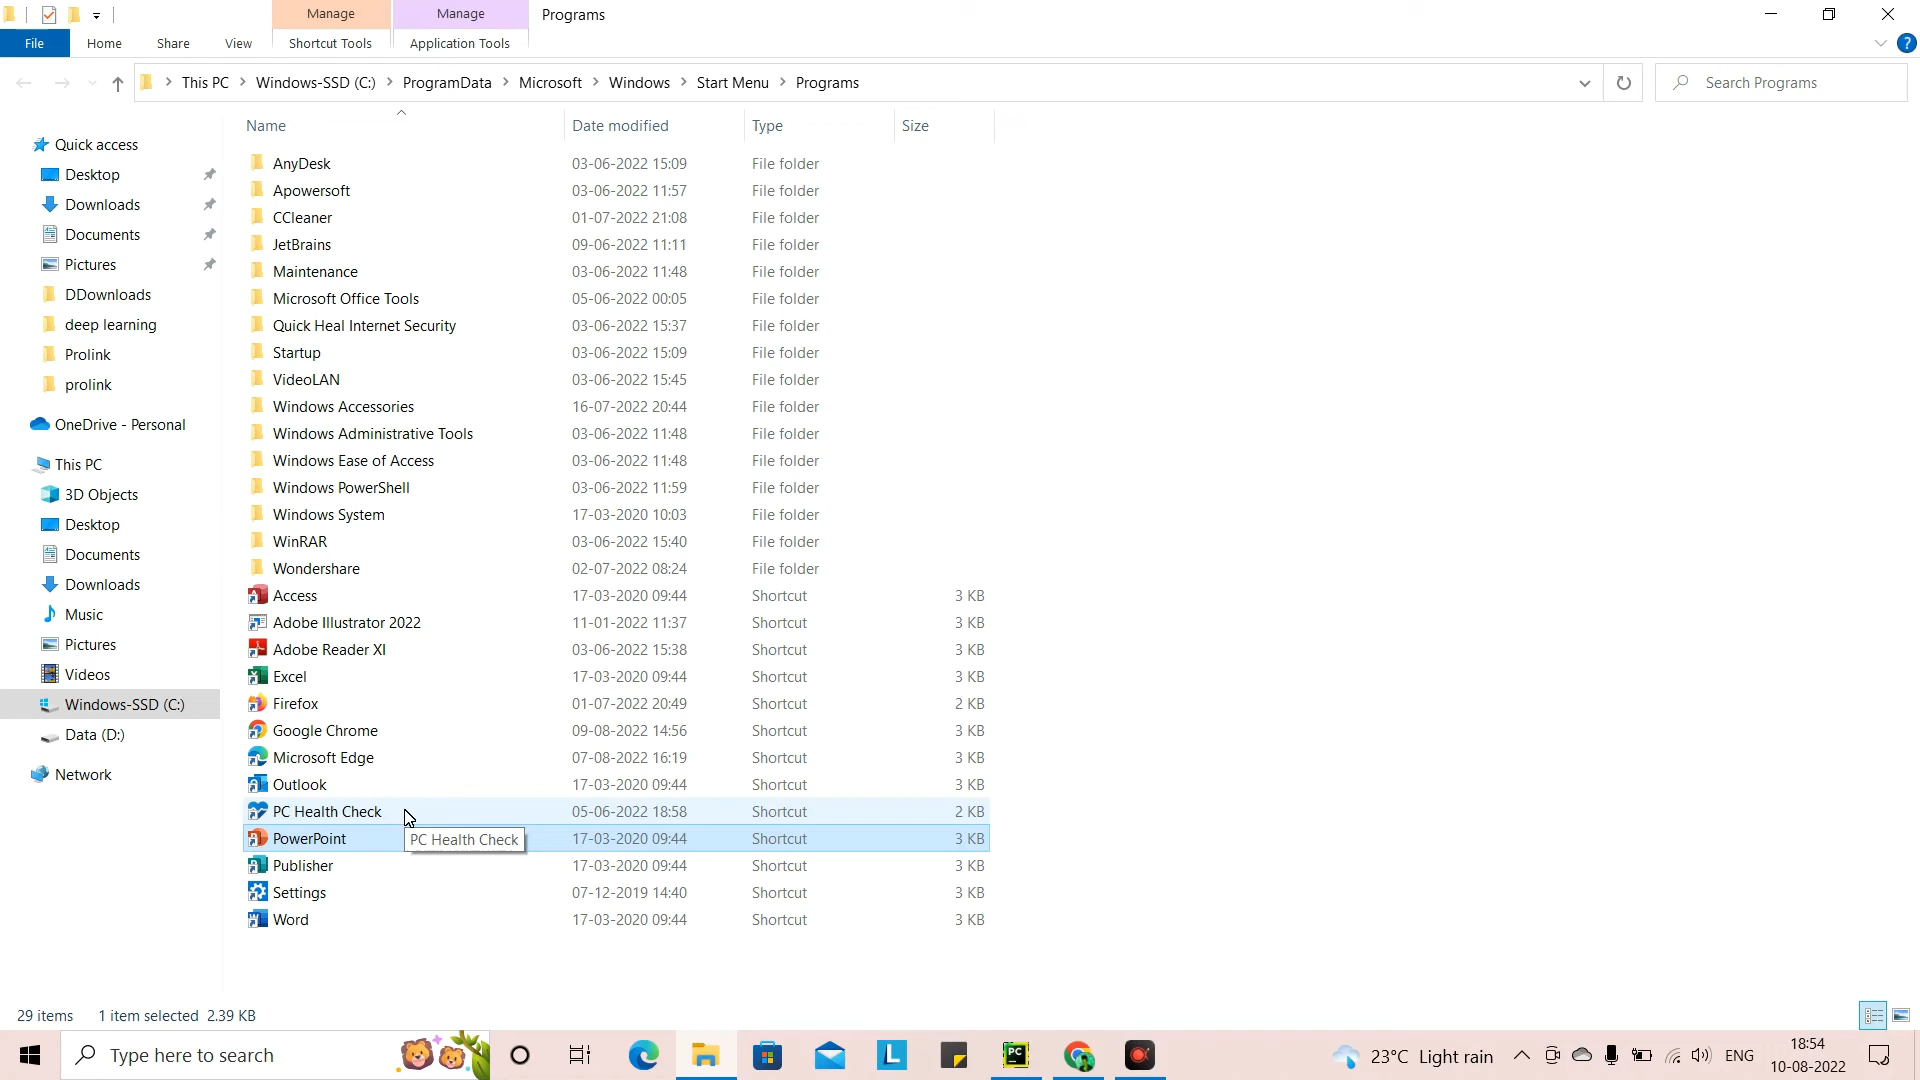 Manage Manage Programs
File Home Share View Shortcut Tools Application Tools
This PC Windows-SSD (C:) ProgramData Microsoft Windows Start Menu Programs Search Programs
Name Date modified Type Size
Quick access
Desktop
Downloads
Documents
Pictures
DDownloads
deep learning
Prolink
prolink
OneDrive - Personal
This PC
3D Objects
Desktop
Documents
Downloads
Music
Pictures
Videos
Windows-SSD (C:)
Data (D:)
Network
AnyDesk 03-06-2022 15:09 File folder
Apowersoft 03-06-2022 11:57 File folder
CCleaner 01-07-2022 21:08 File folder
JetBrains 09-06-2022 11:11 File folder
Maintenance 03-06-2022 11:48 File folder
Microsoft Office Tools 05-06-2022 00:05 File folder
Quick Heal Internet Security 03-06-2022 15:37 File folder
Startup 03-06-2022 15:09 File folder
VideoLAN 03-06-2022 15:45 File folder
Windows Accessories 16-07-2022 20:44 File folder
Windows Administrative Tools 03-06-2022 11:48 File folder
Windows Ease of Access 03-06-2022 11:48 File folder
Windows PowerShell 03-06-2022 11:59 File folder
Windows System 17-03-2020 10:03 File folder
WinRAR 03-06-2022 15:40 File folder
Wondershare 02-07-2022 08:24 File folder
Access 17-03-2020 09:44 Shortcut 3 KB
Adobe Illustrator 2022 11-01-2022 11:37 Shortcut 3 KB
Adobe Reader XI 03-06-2022 15:38 Shortcut 3 KB
Excel 17-03-2020 09:44 Shortcut 3 KB
Firefox 01-07-2022 20:49 Shortcut 2 KB
Google Chrome 09-08-2022 14:56 Shortcut 3 KB
Microsoft Edge 07-08-2022 16:19 Shortcut 3 KB
Outlook 17-03-2020 09:44 Shortcut 3 KB
PC Health Check 05-06-2022 18:58 Shortcut 2 KB
PowerPoint 17-03-2020 09:44 Shortcut 3 KB
PC Health Check
Publisher 17-03-2020 09:44 Shortcut 3 KB
Settings 07-12-2019 14:40 Shortcut 3 KB
Word 17-03-2020 09:44 Shortcut 3 KB
29 items 1 item selected 2.39 KB
Type here to search L PC 23°C Light rain ENG 18:54
10-08-2022